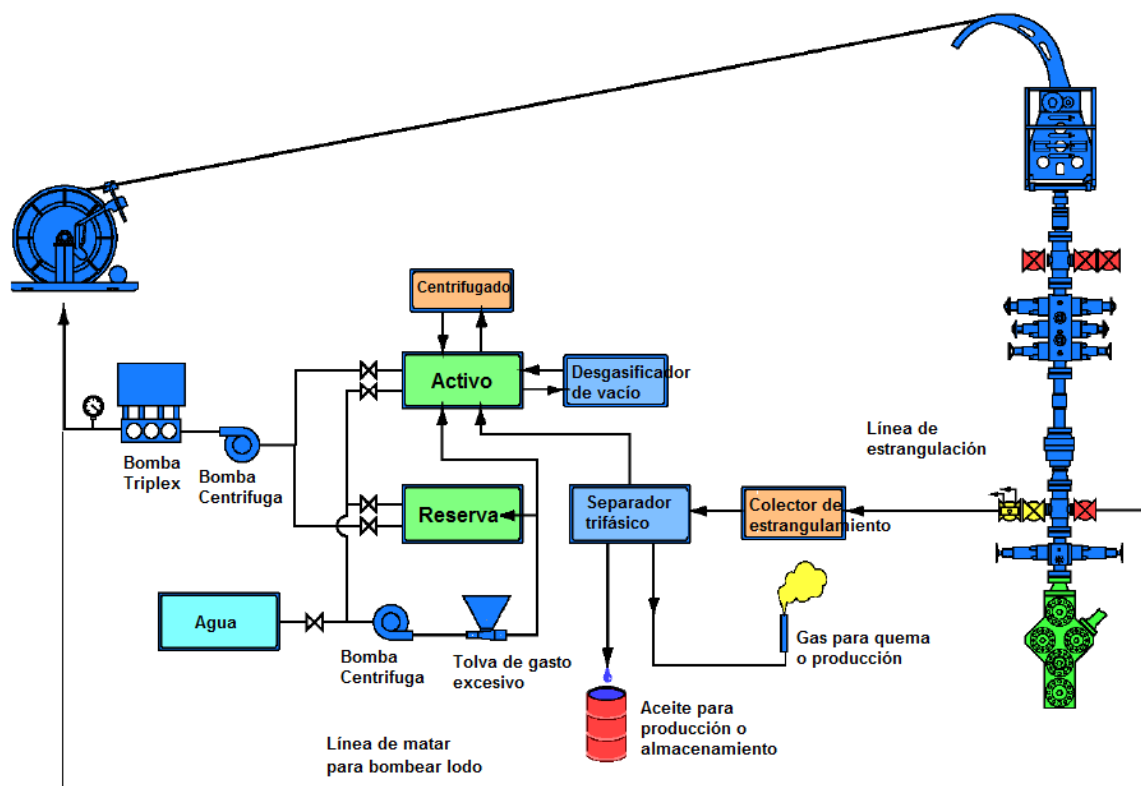 Centrifugado
Activo
Desgasificador
de vacío
Línea de
estrangulación
Bomba
Triplex
Bomba
Centrifuga
Reserva
Separador
trifásico
Colector de
estrangulamiento
Agua
Bomba
Centrifuga
Tolva de gasto
excesivo
Gas para quema
o producción
Aceite para
producción o
almacenamiento
Línea de matar
para bombear lodo